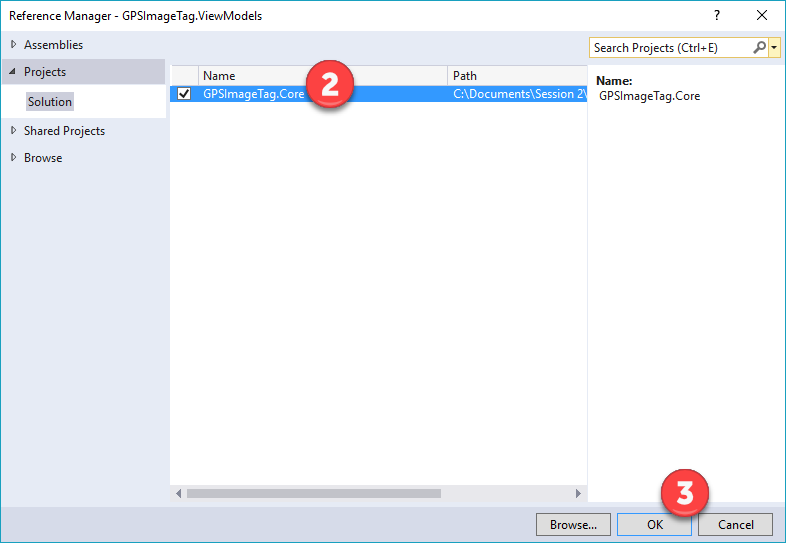 Reference Manager - GPSImageTag.ViewModels
?
Assemblies
Projects
Solution
Shared Projects
Browse
Search Projects (Ctrl+E)
Name Path
GPSImageTag.Core C:\Documents\Session 2\
2
Name:
GPSImageTag.Core
3
Browse... OK Cancel